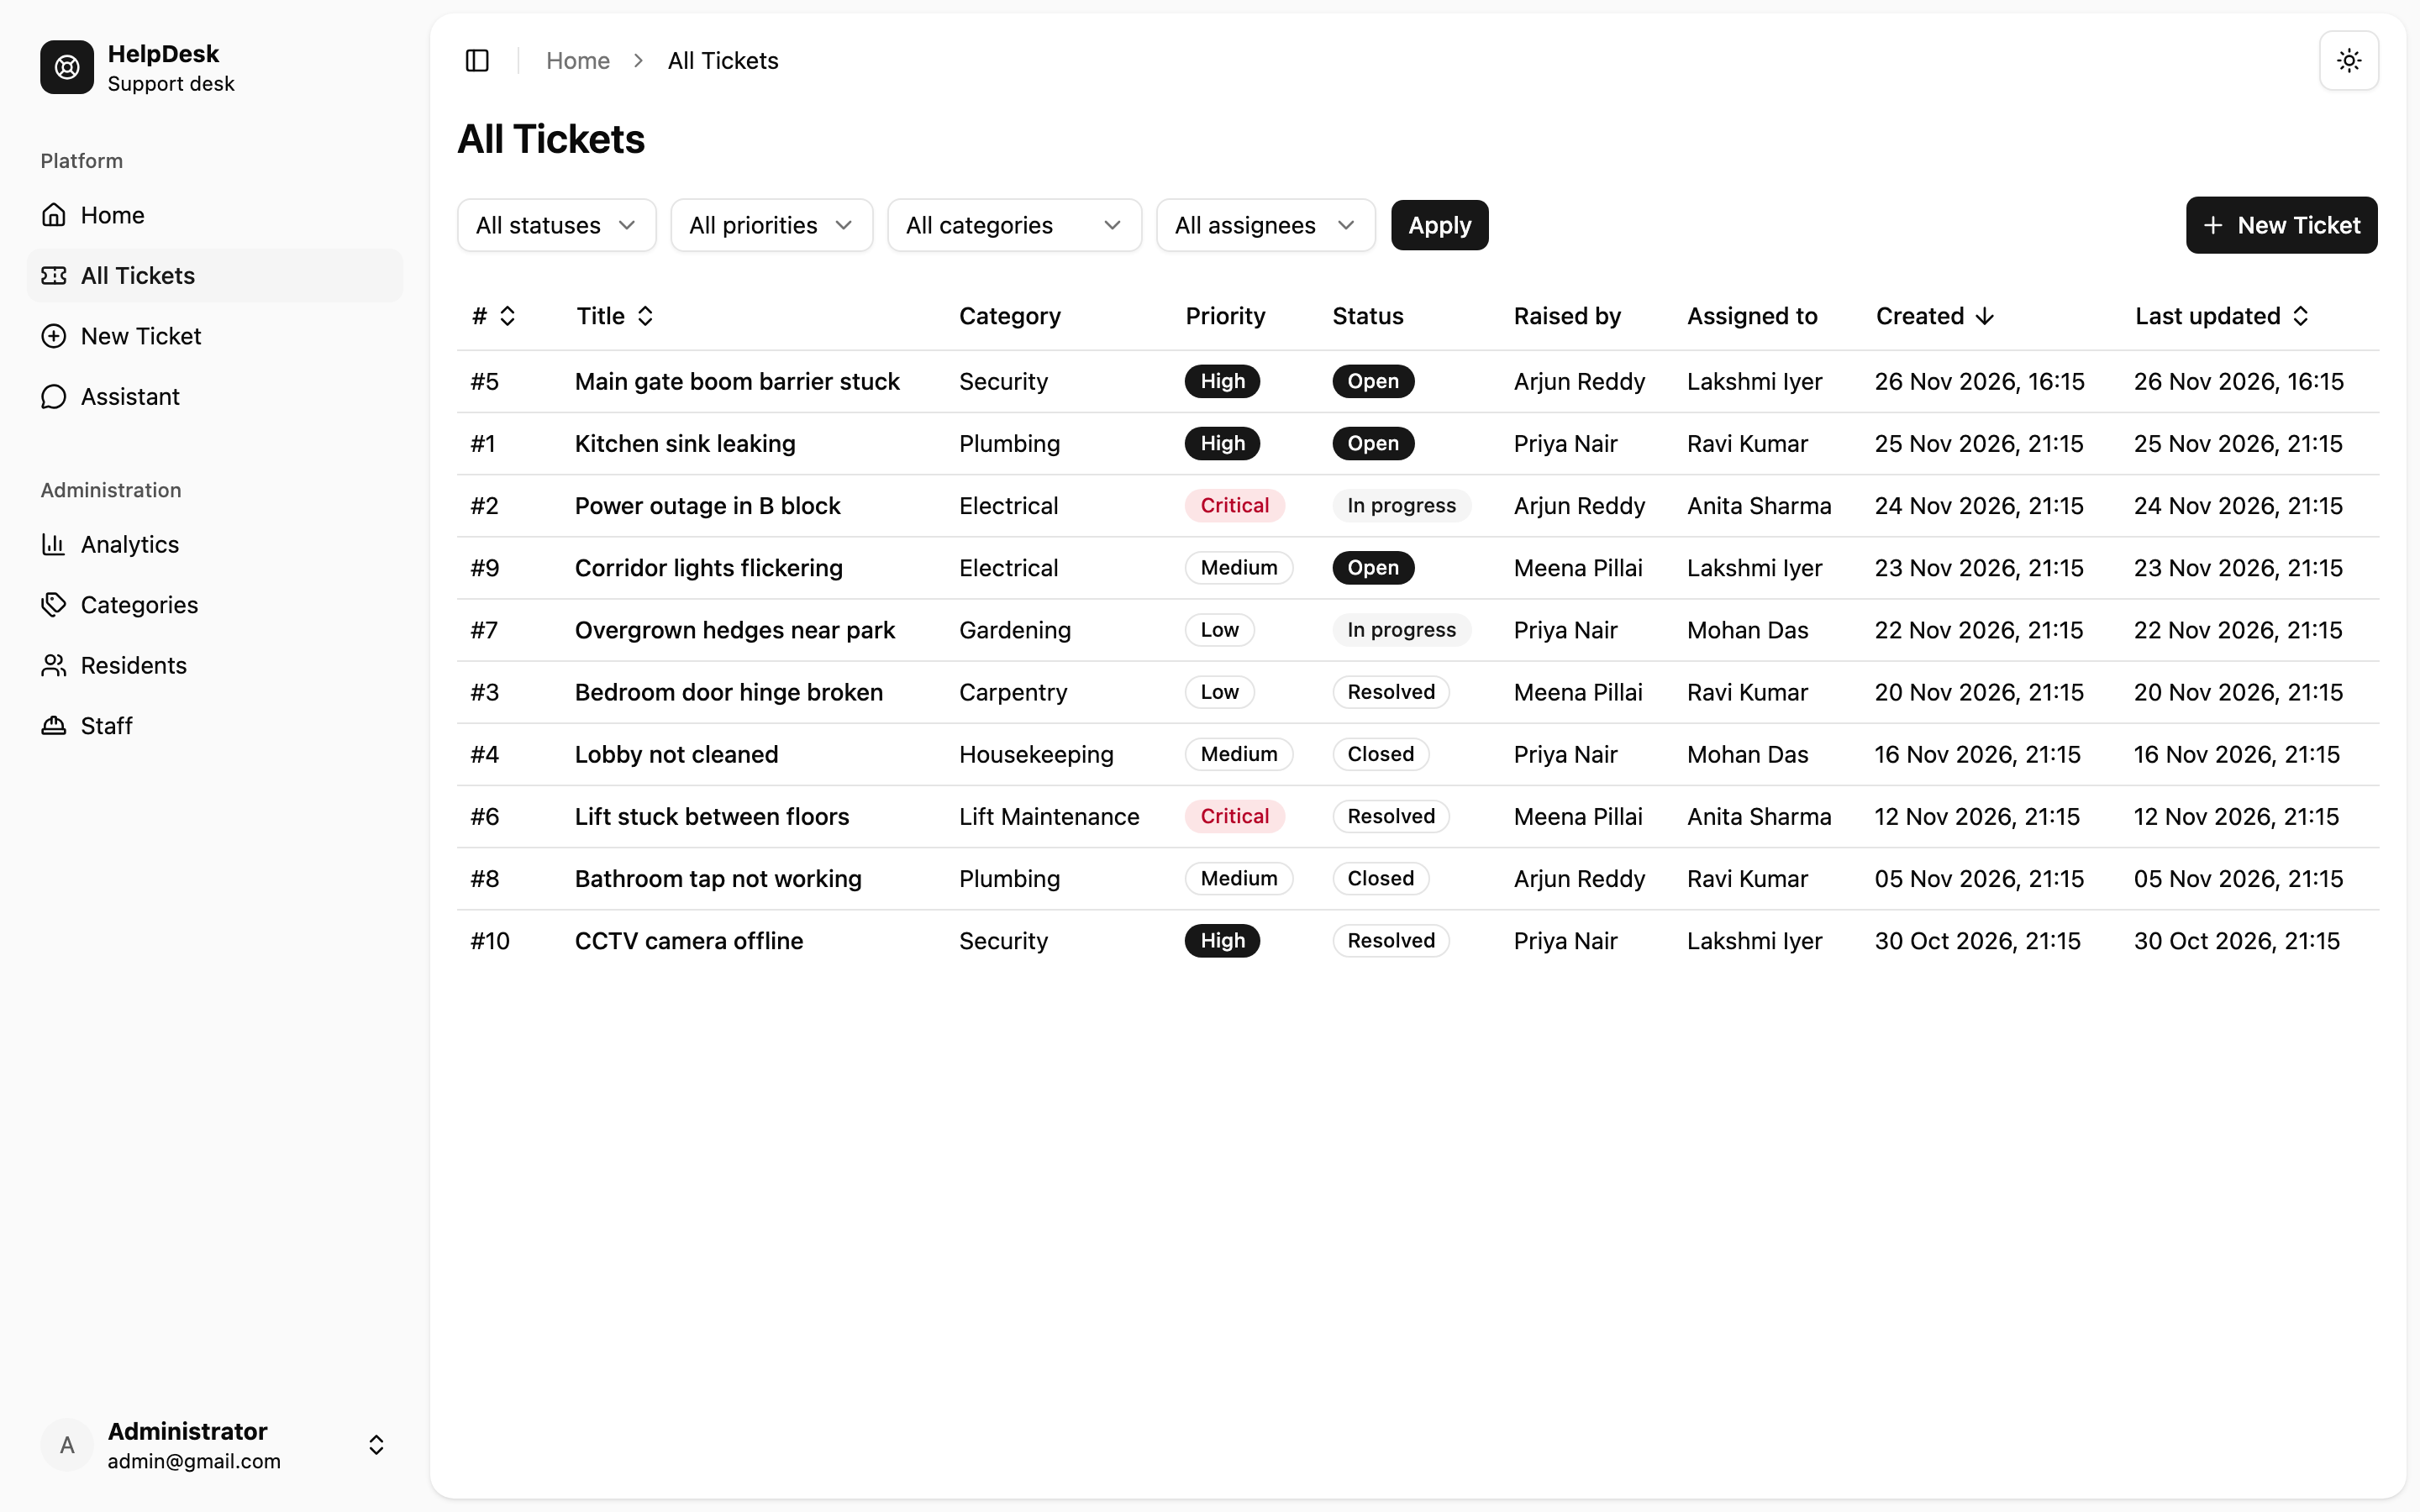 HelpDesk
Support desk
Platform
Home
All Tickets
New Ticket
Assistant
Administration
Analytics
Categories
Residents
Staff
A
Administrator
admin@gmail.com
Home > All Tickets
All Tickets
All statuses All priorities All categories All assignees Apply + New Ticket
# Title Category Priority Status Raised by Assigned to Created Last updated
#5 Main gate boom barrier stuck Security High Open Arjun Reddy Lakshmi Iyer 26 Nov 2026, 16:15 26 Nov 2026, 16:15
#1 Kitchen sink leaking Plumbing High Open Priya Nair Ravi Kumar 25 Nov 2026, 21:15 25 Nov 2026, 21:15
#2 Power outage in B block Electrical Critical In progress Arjun Reddy Anita Sharma 24 Nov 2026, 21:15 24 Nov 2026, 21:15
#9 Corridor lights flickering Electrical Medium Open Meena Pillai Lakshmi Iyer 23 Nov 2026, 21:15 23 Nov 2026, 21:15
#7 Overgrown hedges near park Gardening Low In progress Priya Nair Mohan Das 22 Nov 2026, 21:15 22 Nov 2026, 21:15
#3 Bedroom door hinge broken Carpentry Low Resolved Meena Pillai Ravi Kumar 20 Nov 2026, 21:15 20 Nov 2026, 21:15
#4 Lobby not cleaned Housekeeping Medium Closed Priya Nair Mohan Das 16 Nov 2026, 21:15 16 Nov 2026, 21:15
#6 Lift stuck between floors Lift Maintenance Critical Resolved Meena Pillai Anita Sharma 12 Nov 2026, 21:15 12 Nov 2026, 21:15
#8 Bathroom tap not working Plumbing Medium Closed Arjun Reddy Ravi Kumar 05 Nov 2026, 21:15 05 Nov 2026, 21:15
#10 CCTV camera offline Security High Resolved Priya Nair Lakshmi Iyer 30 Oct 2026, 21:15 30 Oct 2026, 21:15